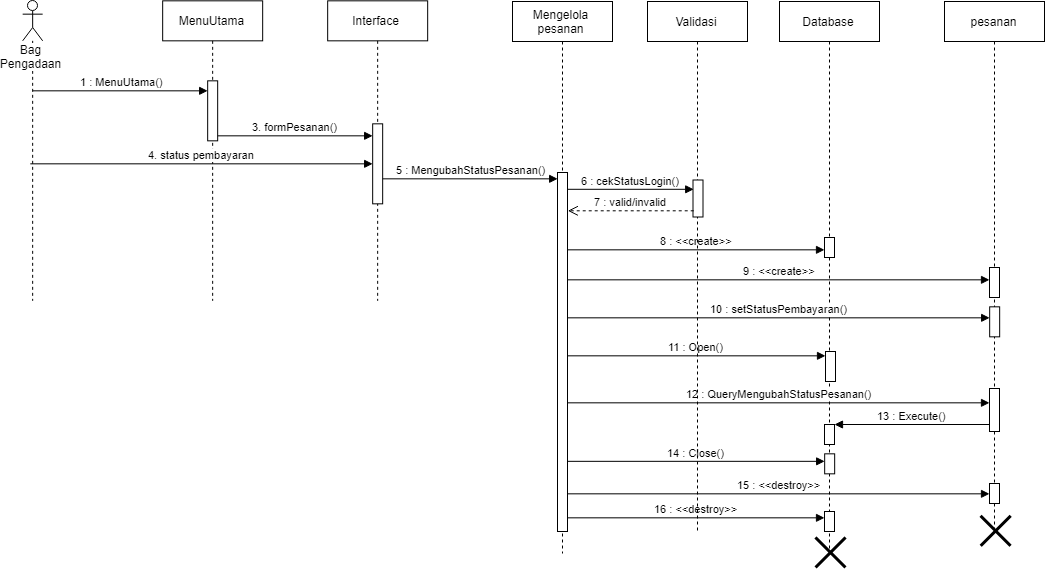 Bag
Pengadaan
MenuUtama
Interface
Mengelola
pesanan
Validasi
Database
pesanan
1 : MenuUtama()
3. formPesanan()
4. status pembayaran
5 : MengubahStatusPesanan()
6 : cekStatusLogin()
7 : valid/invalid
8 : <<create>>
9 : <<create>>
10 : setStatusPembayaran()
11 : Open()
12 : QueryMengubahStatusPesanan()
13 : Execute()
14 : Close()
15 : <<destroy>>
16 : <<destroy>>